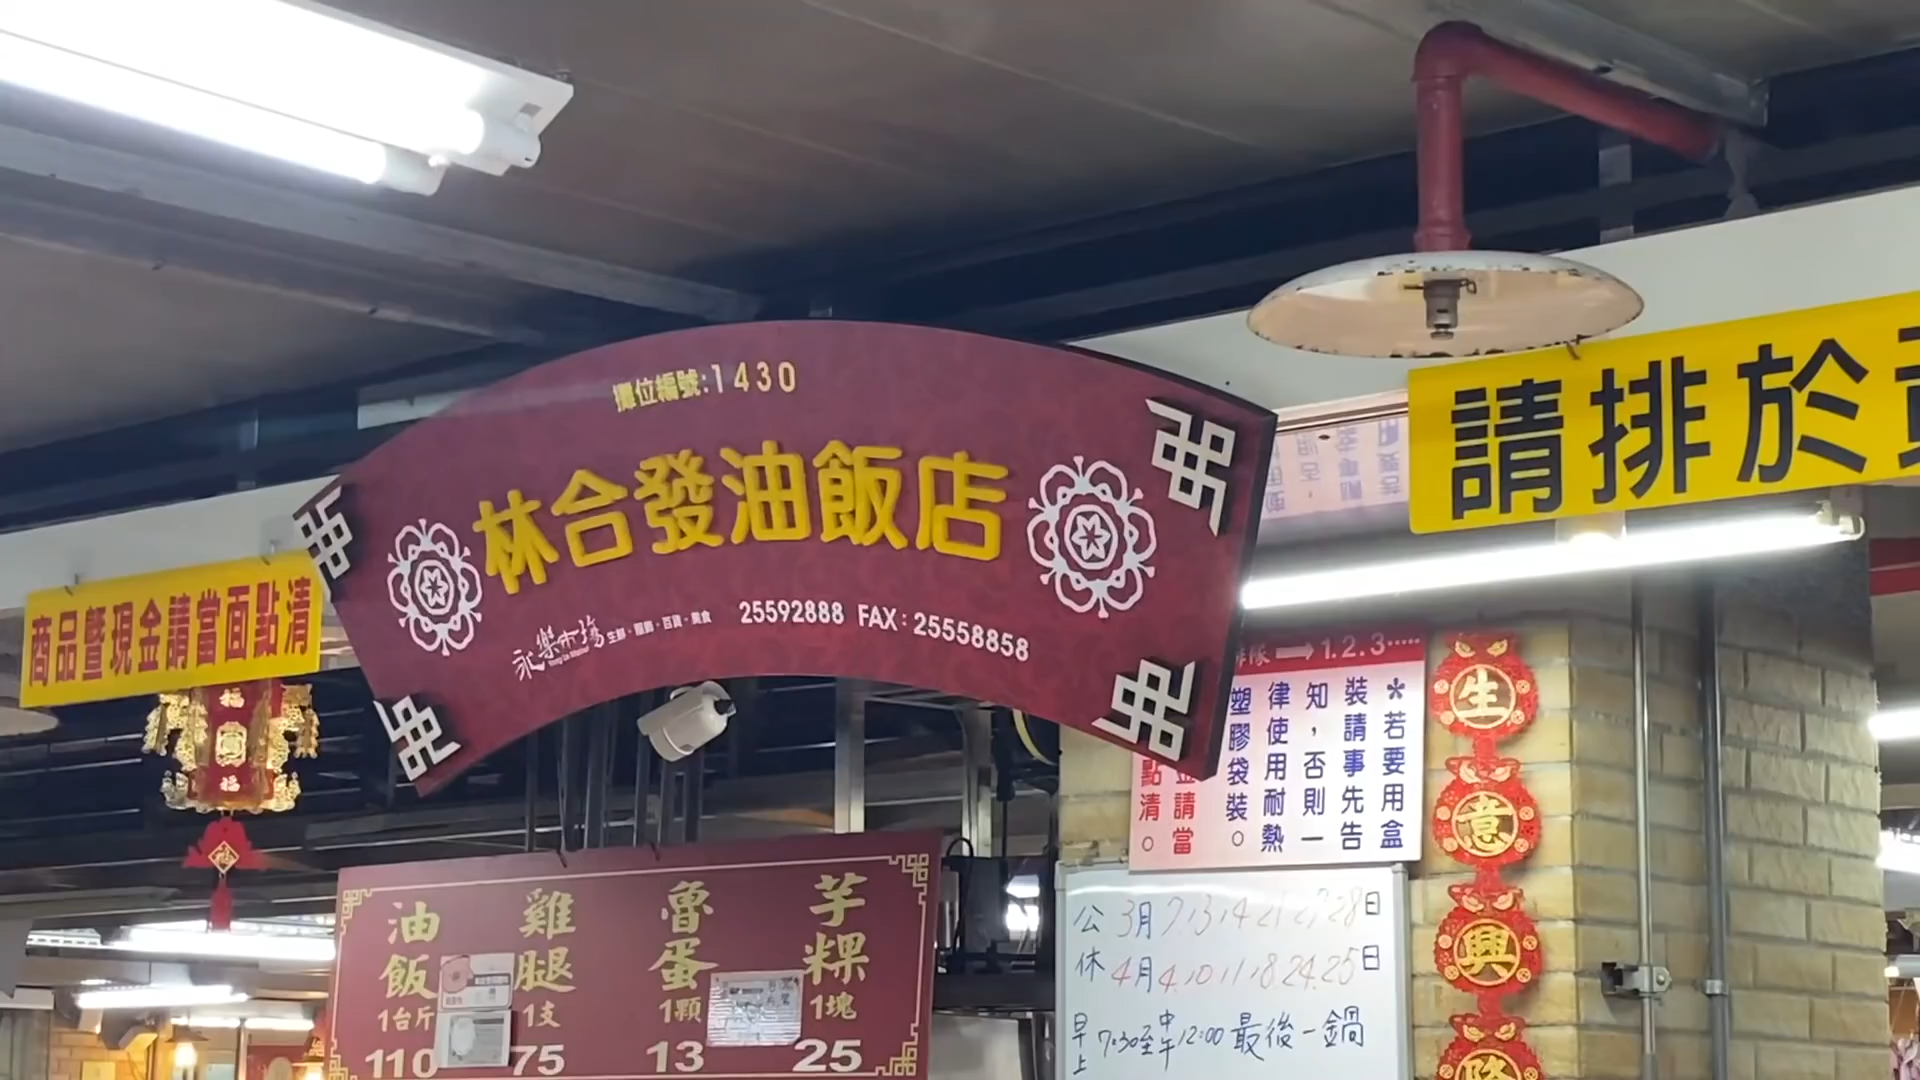 攤位編號:1430
林合發油飯店
永樂市場 生鮮・服飾・百貨・美食 25592888 FAX:25558858
請排於
商品暨現金請當面點清
福
福
1.2.3……
*若要用盒
裝請事先告
知,否則一
律使用耐熱
塑膠袋裝。
請當
點清。
生
意
興
隆
油飯 1台斤 110
雞腿 1支 75
魯蛋 1顆 13
芋粿 1塊 25
公休
3月7.13.14.21.27.28日
4月4.10.11.18.24.25日
早上7:30至中午12:00最後一鍋